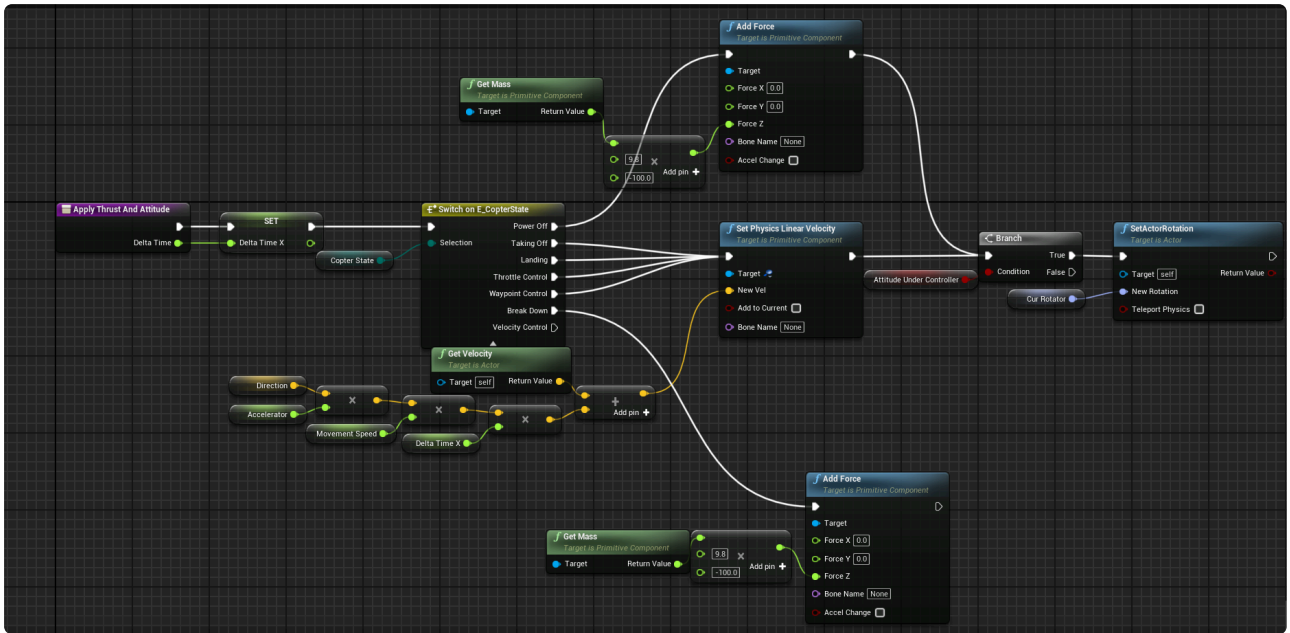 Add Force
Target is Primitive Component
Target
Force X 0.0
Force Y 0.0
Force Z
Bone Name None
Accel Change
Get Mass
Target is Primitive Component
Target Return Value
9.8
×
-100.0 Add pin +
Apply Thrust And Attitude
Delta Time
SET
Delta Time X
Copter State
Switch on E_CopterState
Selection
Power Off
Taking Off
Landing
Throttle Control
Waypoint Control
Break Down
Velocity Control
Set Physics Linear Velocity
Target is Primitive Component
Target
New Vel
Add to Current
Bone Name None
Attitude Under Controller
Branch
True
Condition False
Cur Rotator
SetActorRotation
Target is Actor
Target self Return Value
New Rotation
Teleport Physics
Get Velocity
Target is Actor
Target self Return Value
Direction
Accelerator
×
Movement Speed
×
Delta Time X
×
+
Add pin +
Add Force
Target is Primitive Component
Target
Force X 0.0
Force Y 0.0
Force Z
Bone Name None
Accel Change
Get Mass
Target is Primitive Component
Target Return Value
9.8
×
-100.0 Add pin +